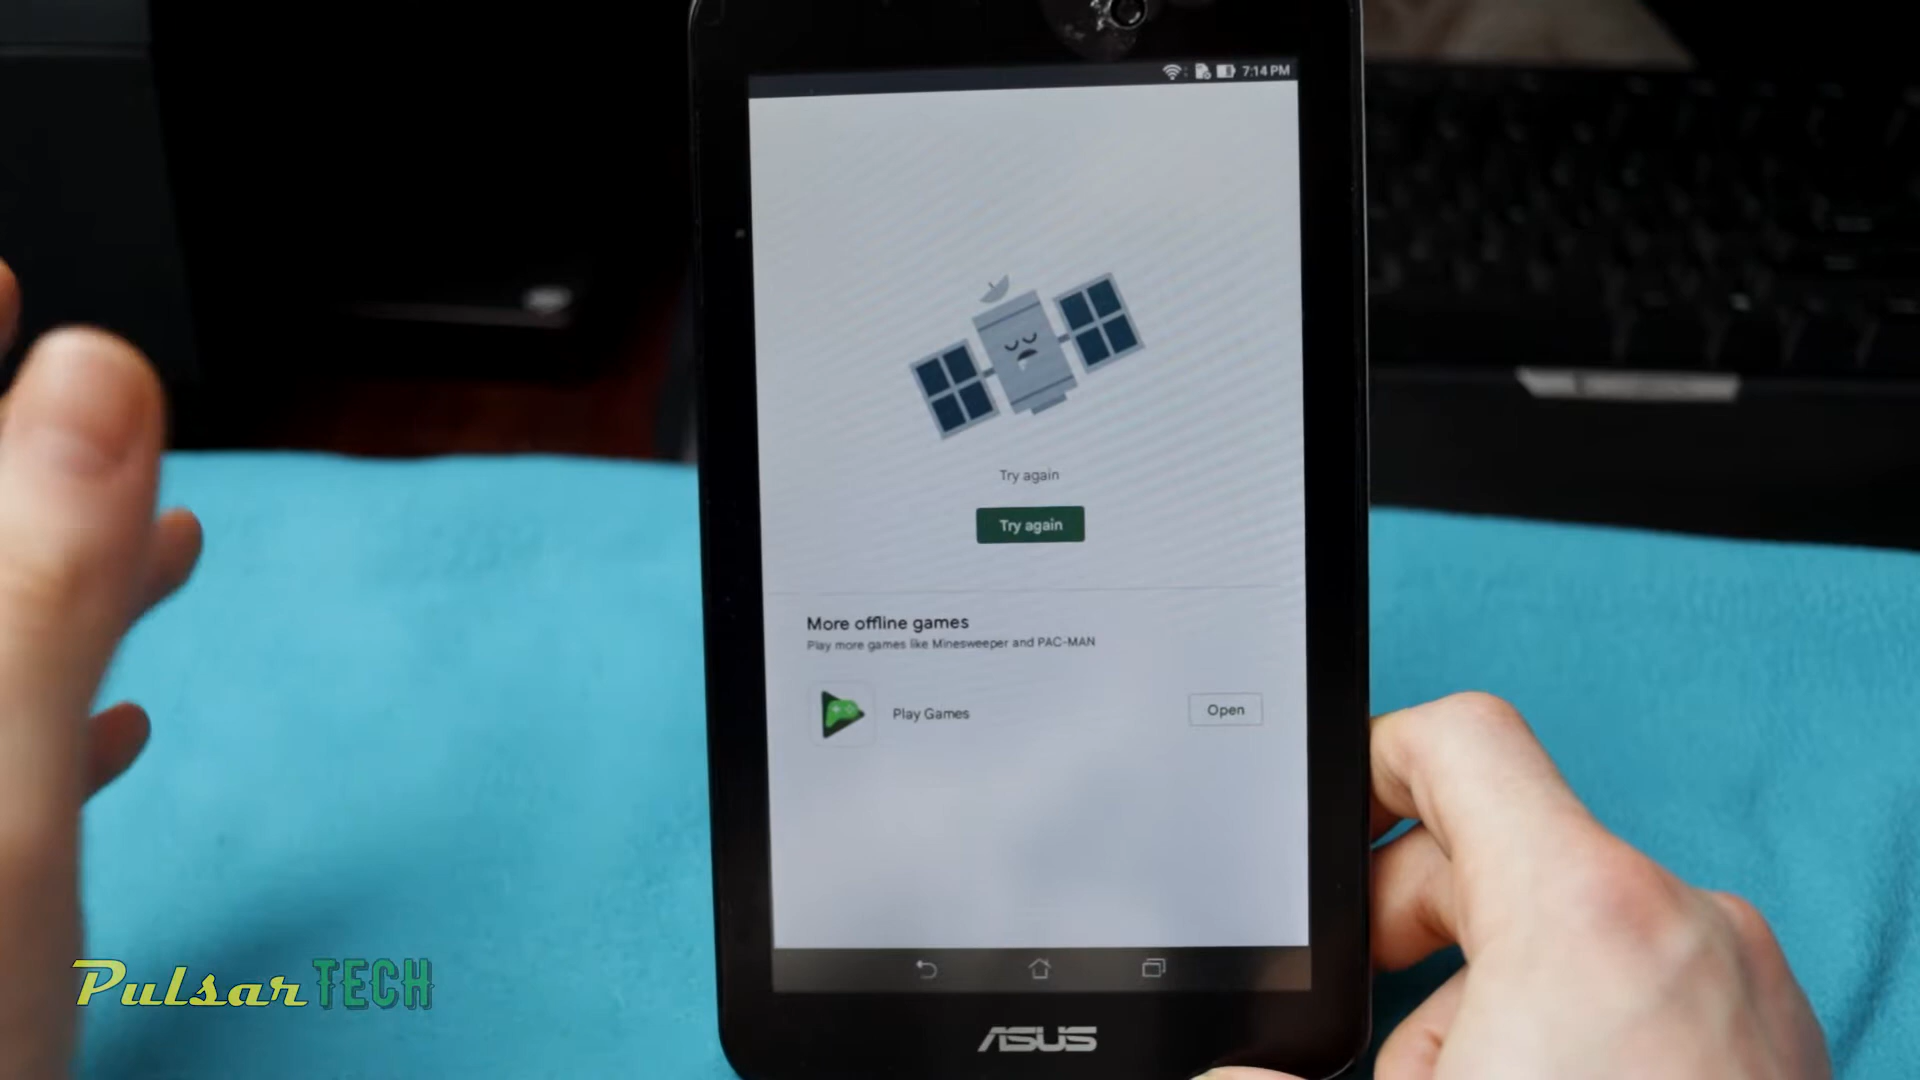 7:14 PM
Try again
Try again
More offline games
Play more games like Minesweeper and PAC-MAN
Play Games
Open
ASUS
Pulsar TECH